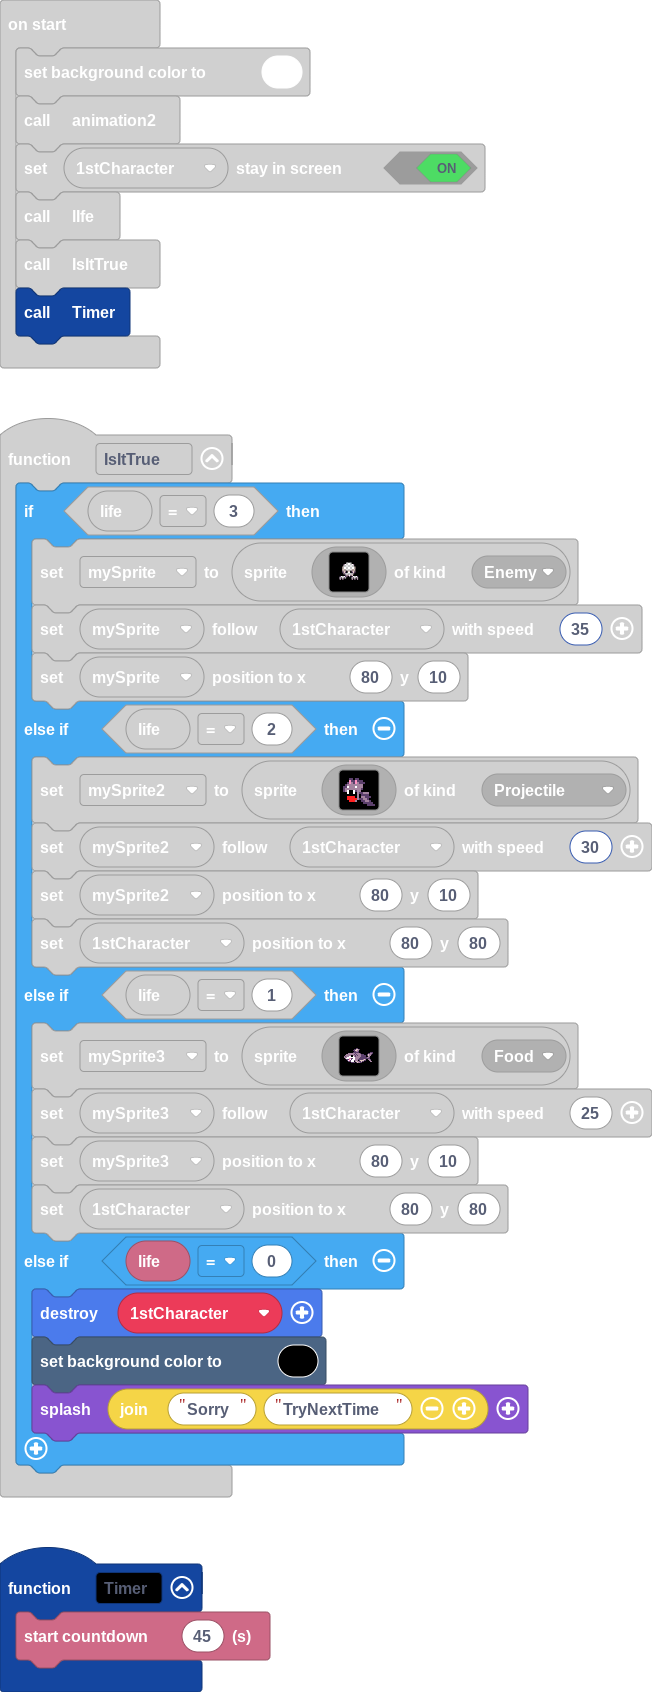 on start
set background color to
call animation2
set 1stCharacter stay in screen ON
call lIfe
call IsItTrue
call Timer
function IsItTrue
if life = 3 then
set mySprite to sprite of kind Enemy
set mySprite follow 1stCharacter with speed 35
set mySprite position to x 80 y 10
else if life = 2 then
set mySprite2 to sprite of kind Projectile
set mySprite2 follow 1stCharacter with speed 30
set mySprite2 position to x 80 y 10
set 1stCharacter position to x 80 y 80
else if life = 1 then
set mySprite3 to sprite of kind Food
set mySprite3 follow 1stCharacter with speed 25
set mySprite3 position to x 80 y 10
set 1stCharacter position to x 80 y 80
else if life = 0 then
destroy 1stCharacter
set background color to
splash join "Sorry " "TryNextTime "
function Timer
start countdown 45 (s)